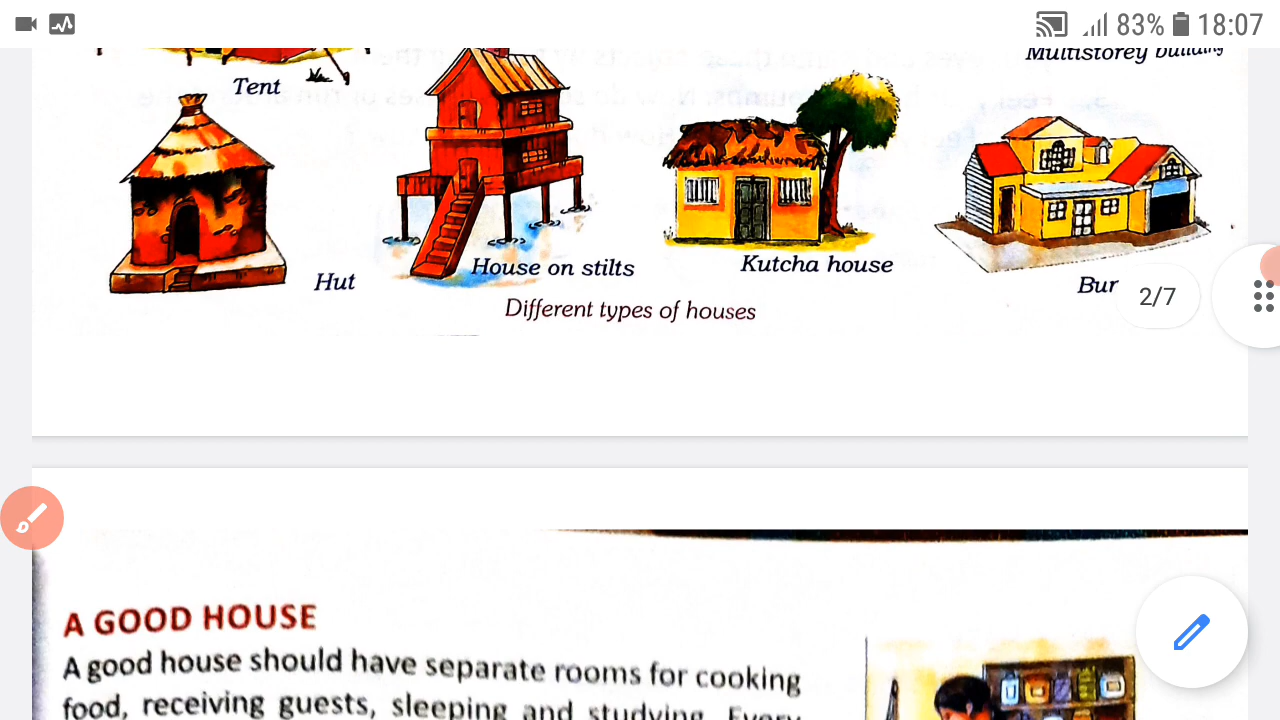 83% 18:07
Multistorey building
Tent
House on stilts
Kutcha house
Hut
Bur
2/7
Different types of houses
A GOOD HOUSE
A good house should have separate rooms for cooking
food, receiving guests, sleeping and studying. Every